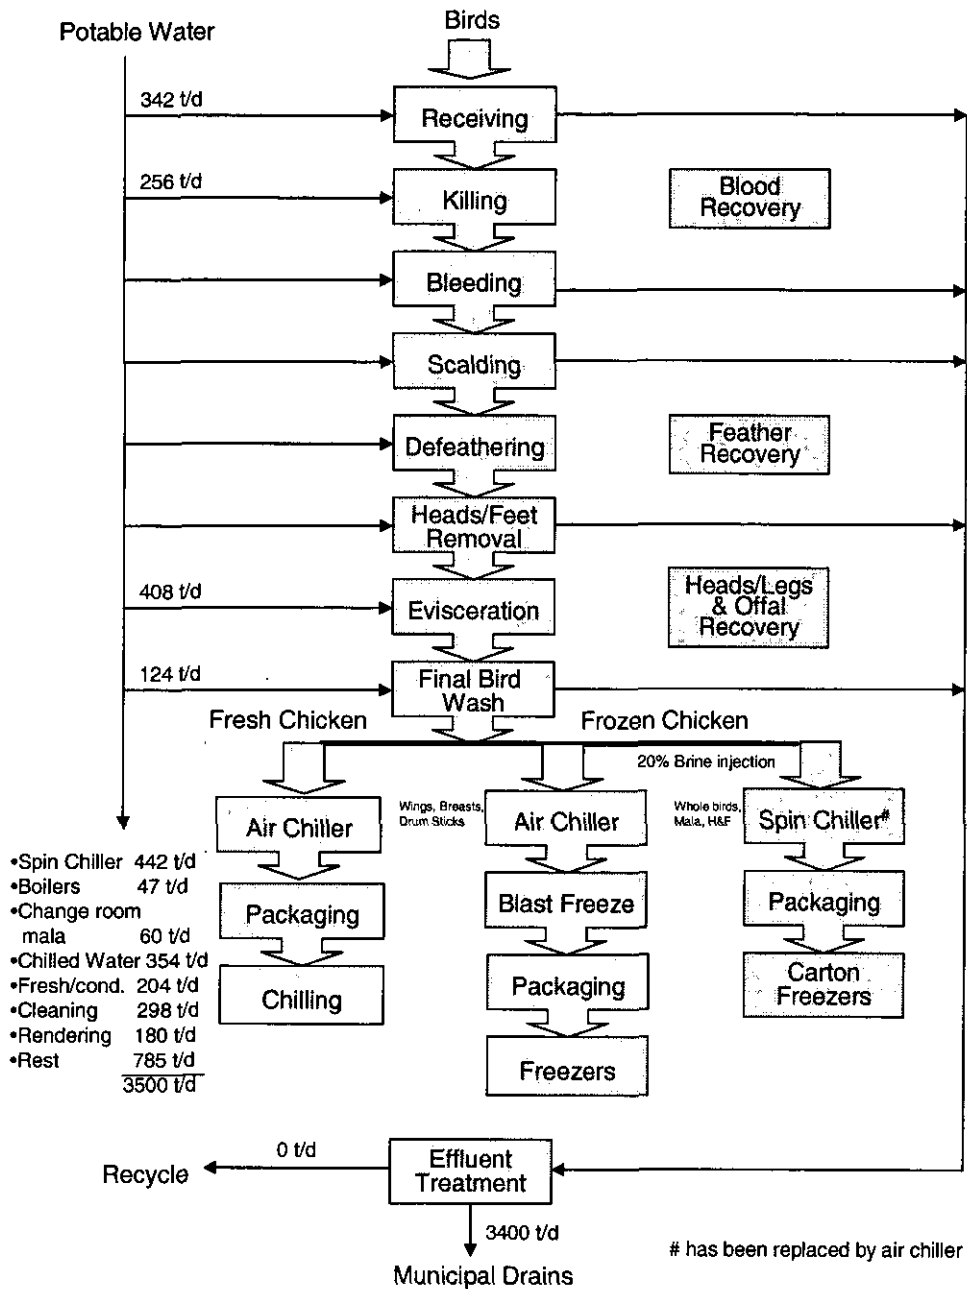 Potable Water
Birds
342 t/d
Receiving
256 t/d
Killing
Blood
Recovery
Bleeding
Scalding
Defeathering
Feather
Recovery
Heads/Feet
Removal
408 t/d
Evisceration
Heads/Legs
& Offal
Recovery
124 t/d
Final Bird
Wash
Fresh Chicken
Frozen Chicken
20% Brine injection
Air Chiller
Wings, Breasts,
Drum Sticks
Air Chiller
Whole birds,
Mala, H&F
Spin Chiller#
•Spin Chiller 442 t/d
•Boilers 47 t/d
•Change room
mala 60 t/d
•Chilled Water 354 t/d
•Fresh/cond. 204 t/d
•Cleaning 298 t/d
•Rendering 180 t/d
•Rest 785 t/d
3500 t/d
Packaging
Chilling
Blast Freeze
Packaging
Freezers
Packaging
Carton
Freezers
0 t/d
Recycle
Effluent
Treatment
3400 t/d
Municipal Drains
# has been replaced by air chiller